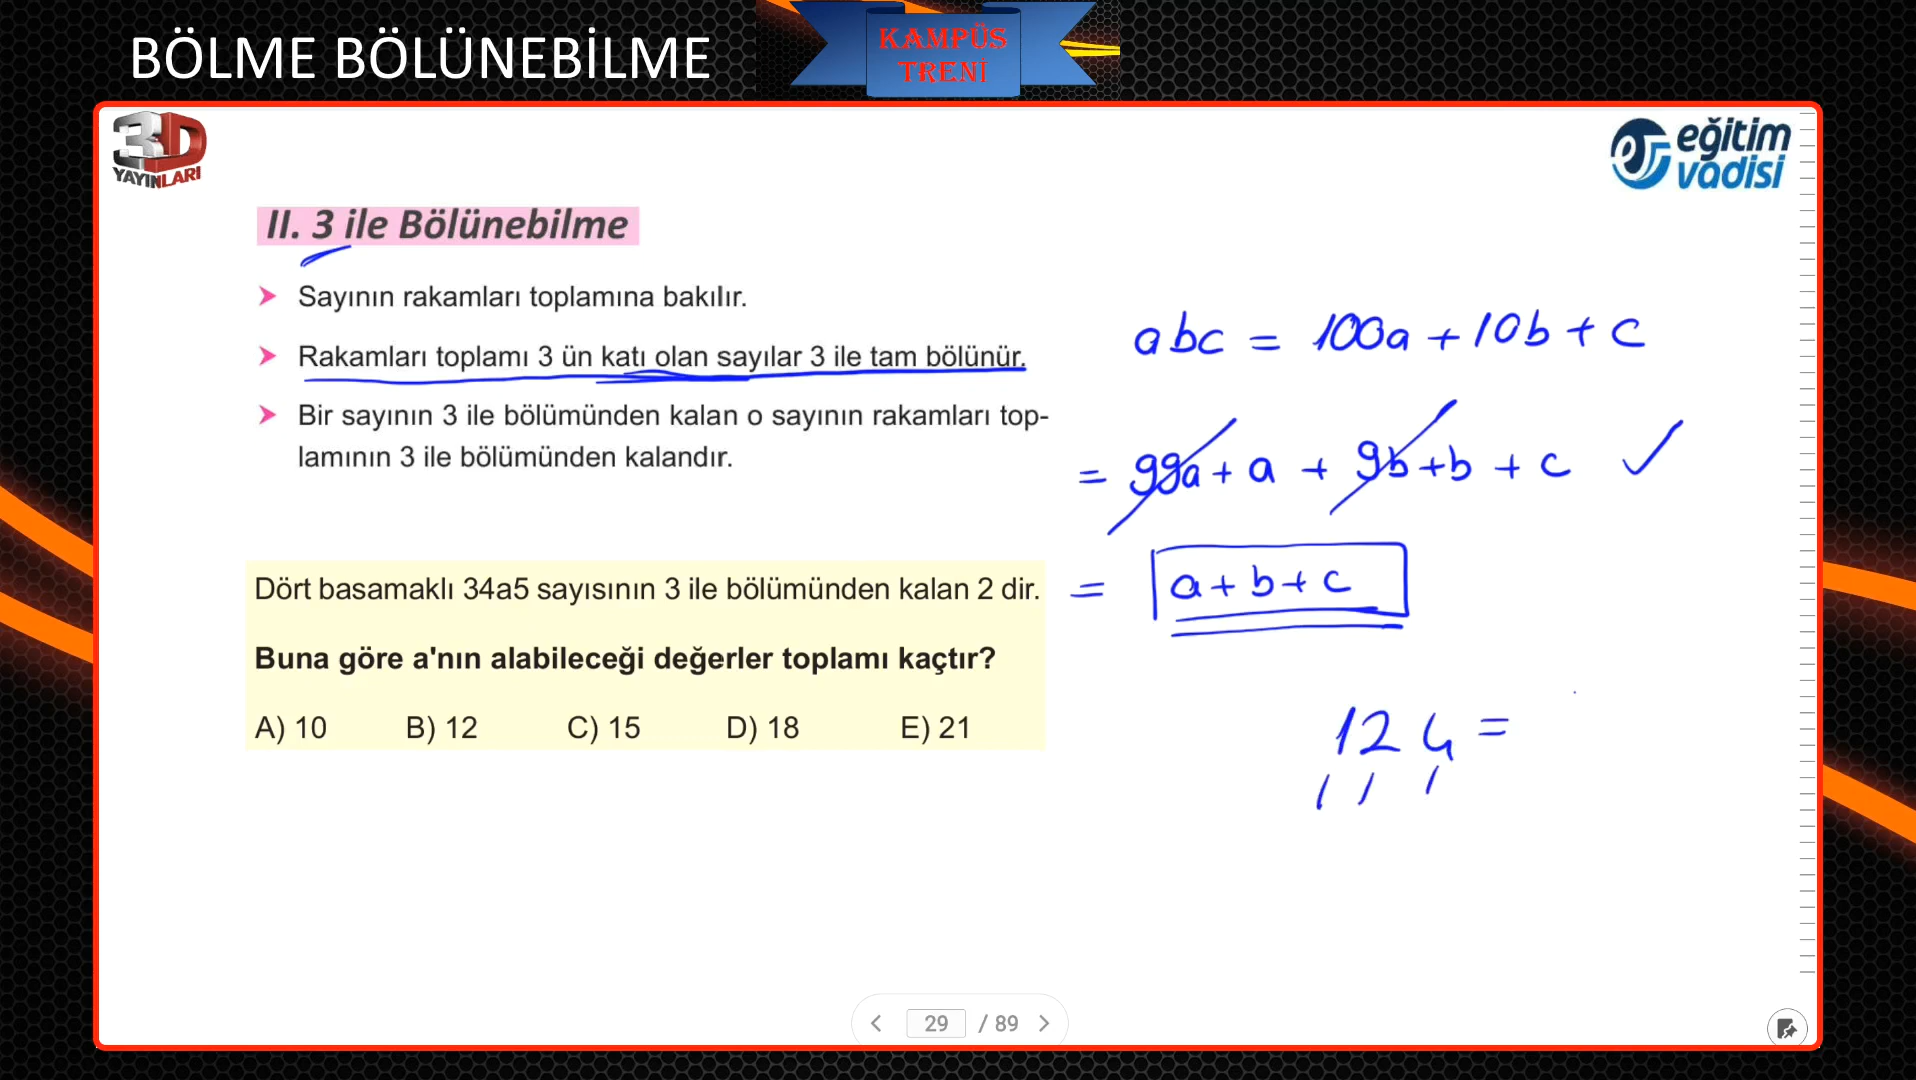 BÖLME BÖLÜNEBİLME
KAMPÜS
TRENİ
3D
YAYINLARI
eğitim
vadisi
II. 3 ile Bölünebilme
Sayının rakamları toplamına bakılır.
Rakamları toplamı 3 ün katı olan sayılar 3 ile tam bölünür.
Bir sayının 3 ile bölümünden kalan o sayının rakamları top-
lamının 3 ile bölümünden kalandır.
abc = 100a + 10b + c
= 99a + a + 9b + b + c ✓
= a + b + c
Dört basamaklı 34a5 sayısının 3 ile bölümünden kalan 2 dir.
Buna göre a'nın alabileceği değerler toplamı kaçtır?
A) 10 B) 12 C) 15 D) 18 E) 21
124 =
29 / 89